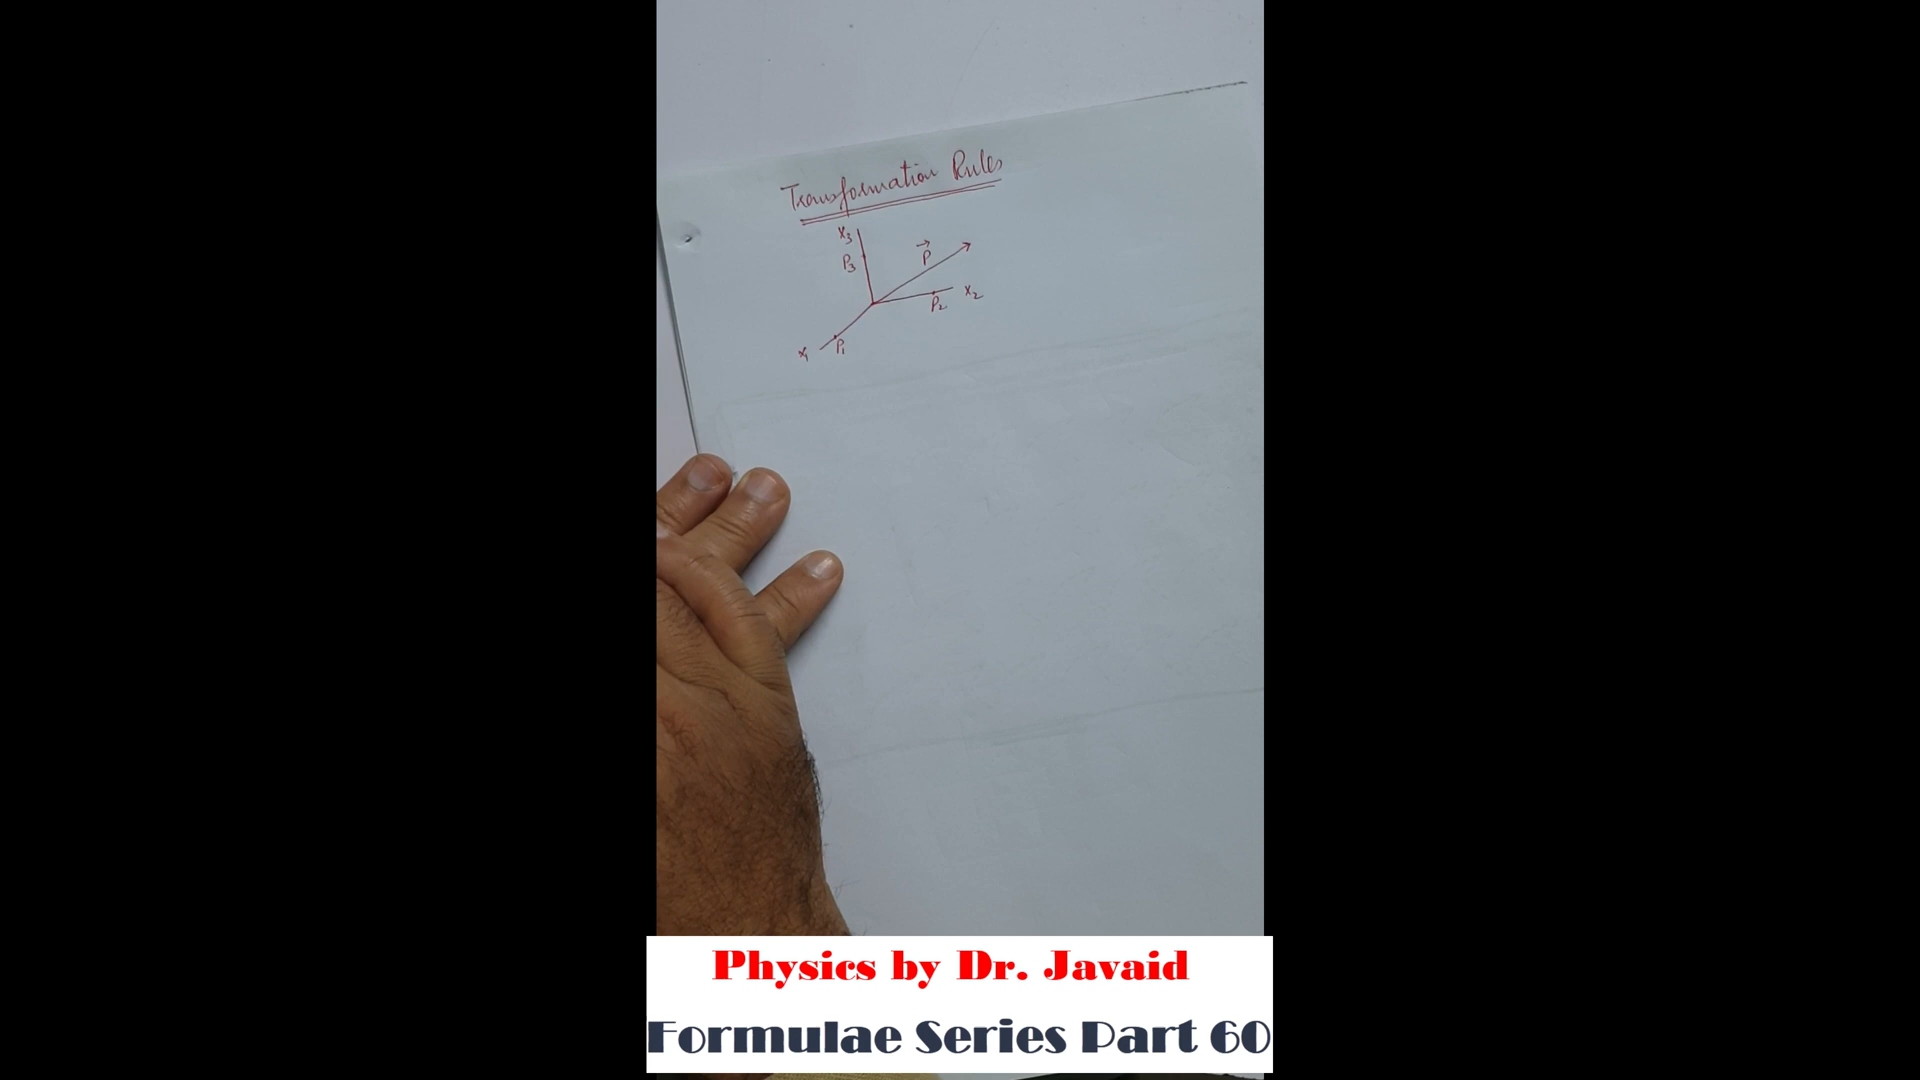 Transformation Rules
x₃
P₃
P⃗
x₂
P₂
x₁
P₁
Physics by Dr. Javaid
Formulae Series Part 60